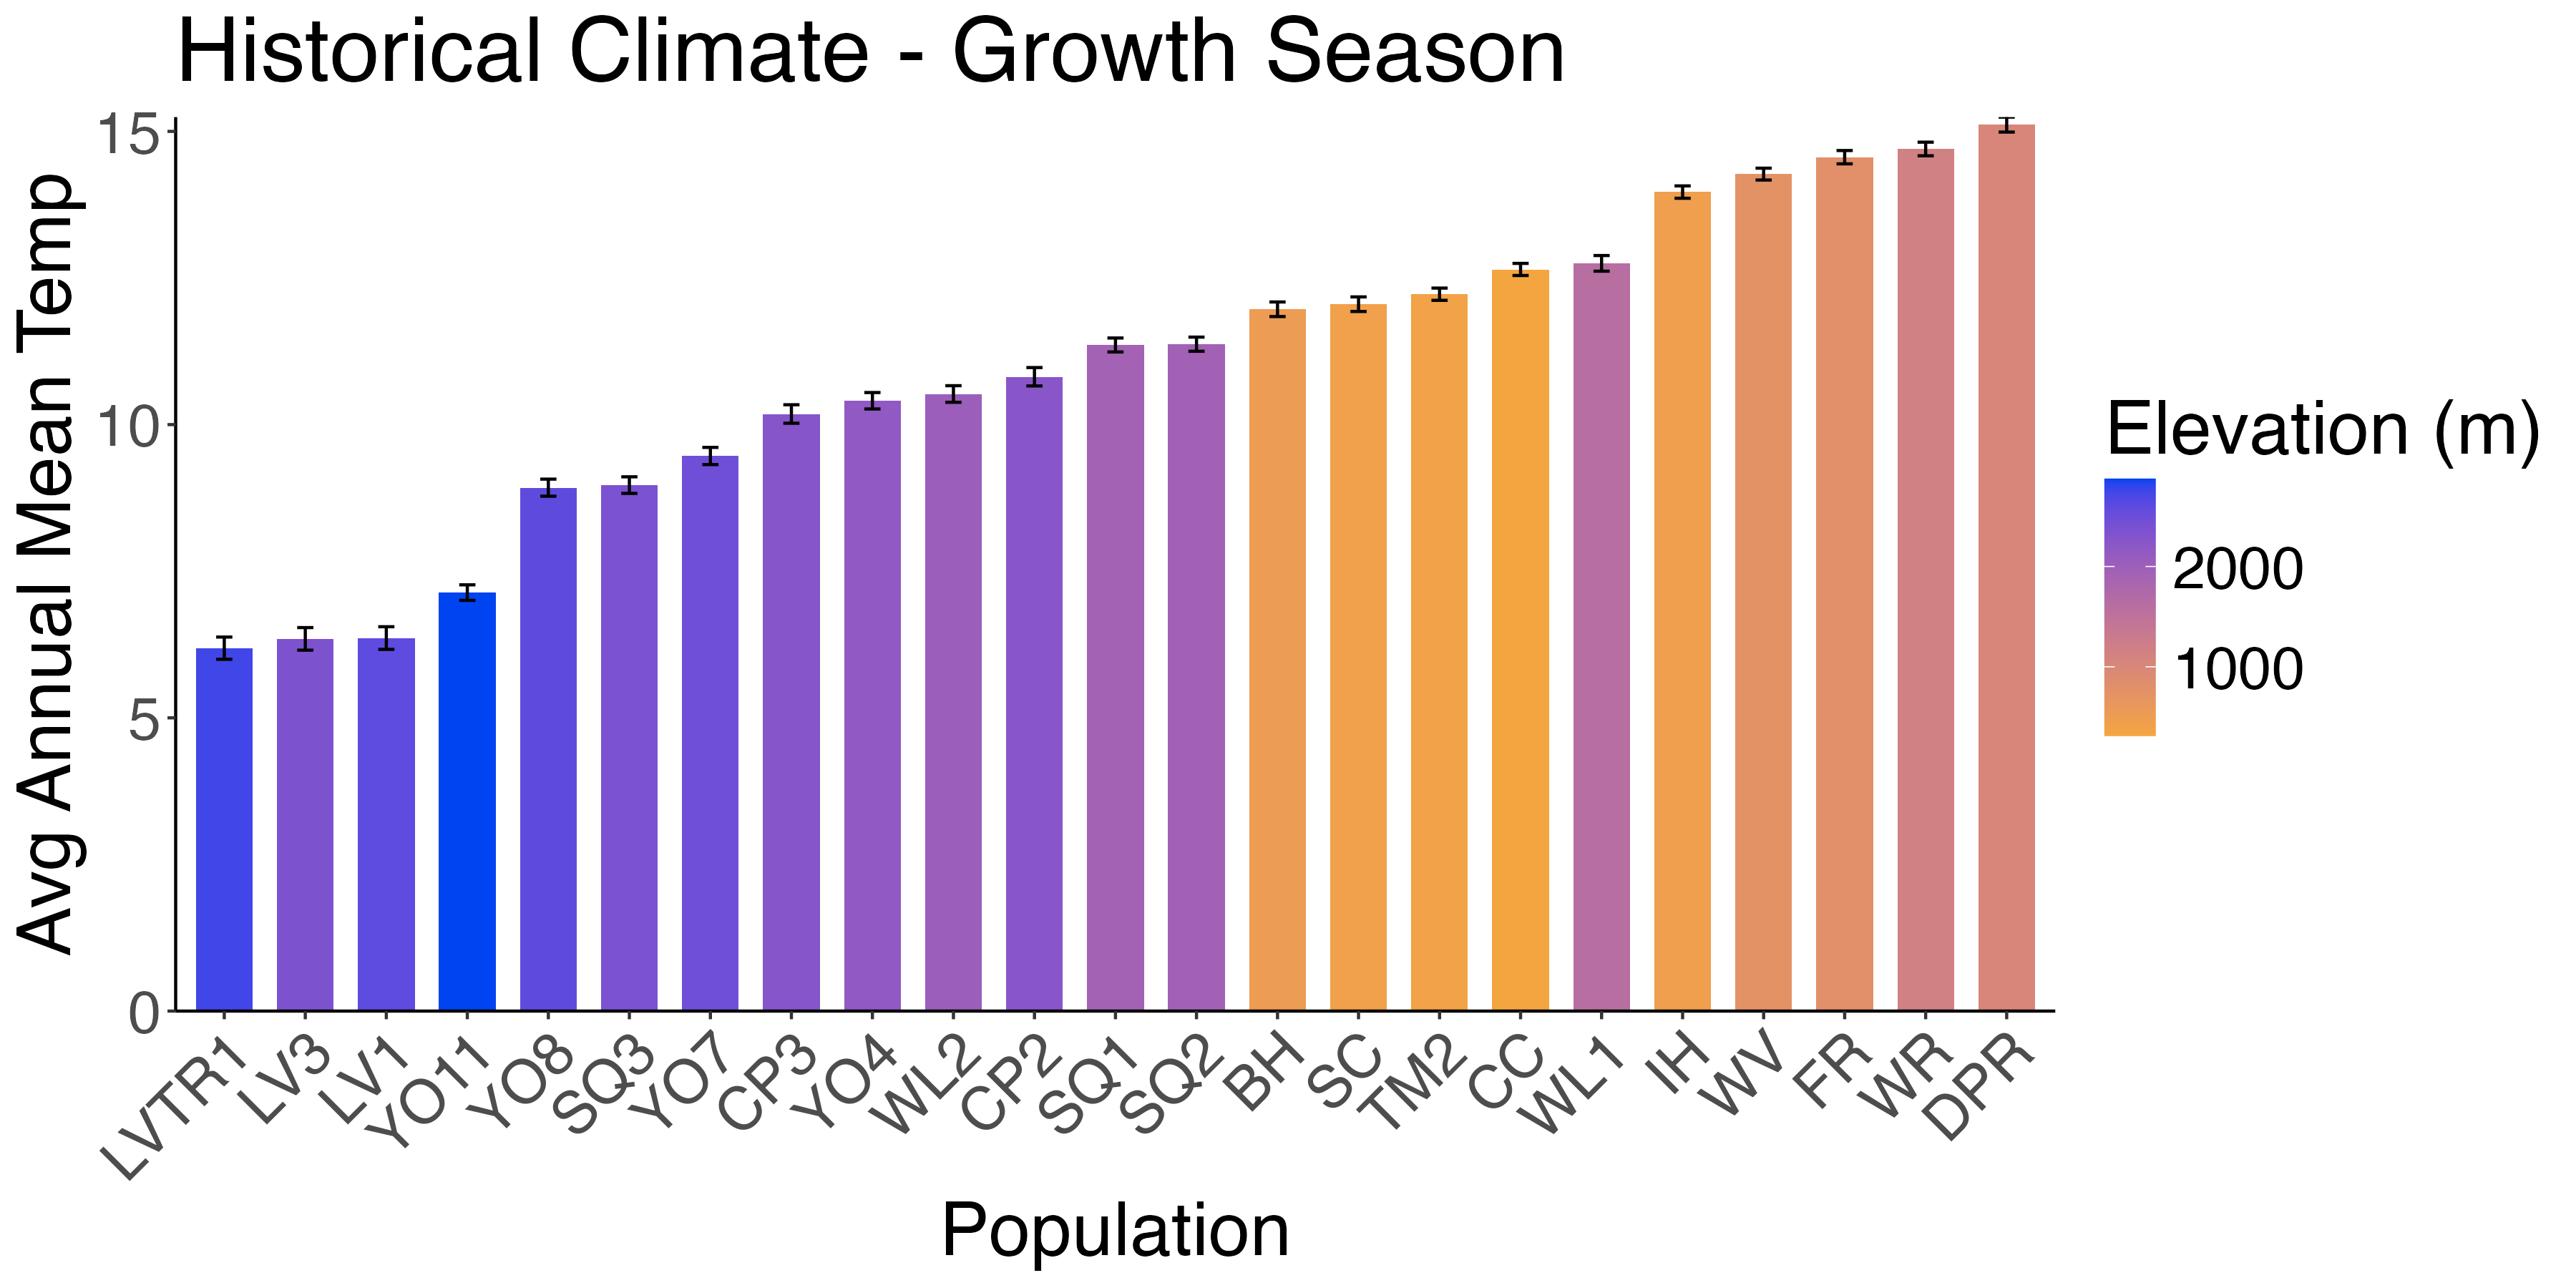 Historical Climate - Growth Season
Avg Annual Mean Temp
15
10
5
0
LVTR1
LV3
LV1
YO11
YO8
SQ3
YO7
CP3
YO4
WL2
CP2
SQ1
SQ2
BH
SC
TM2
CC
WL1
IH
WV
FR
WR
DPR
Population
Elevation (m)
2000
1000